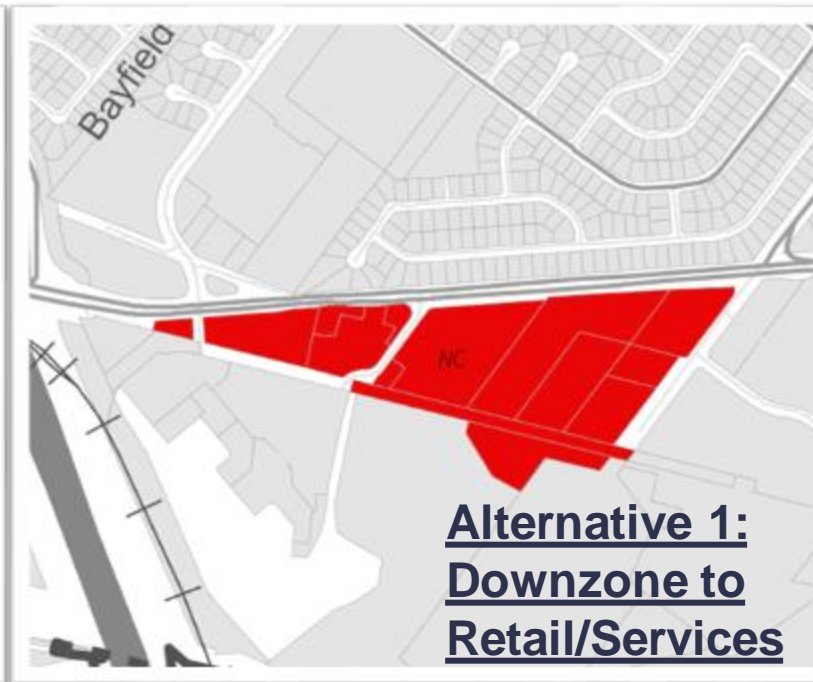 Bayfield
NC
Alternative 1:
Downzone to
Retail/Services